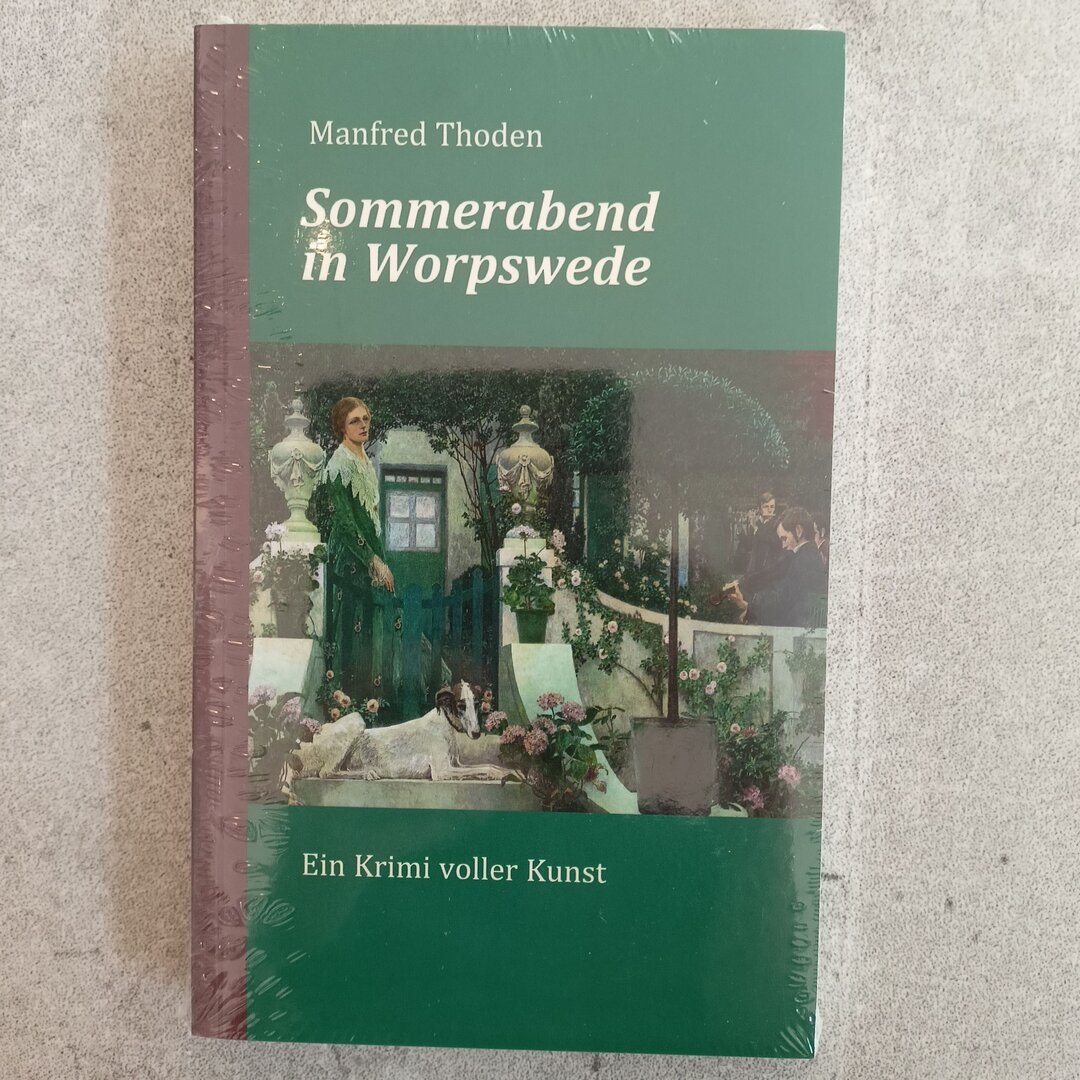 Manfred Thoden
Sommerabend
in Worpswede
Ein Krimi voller Kunst